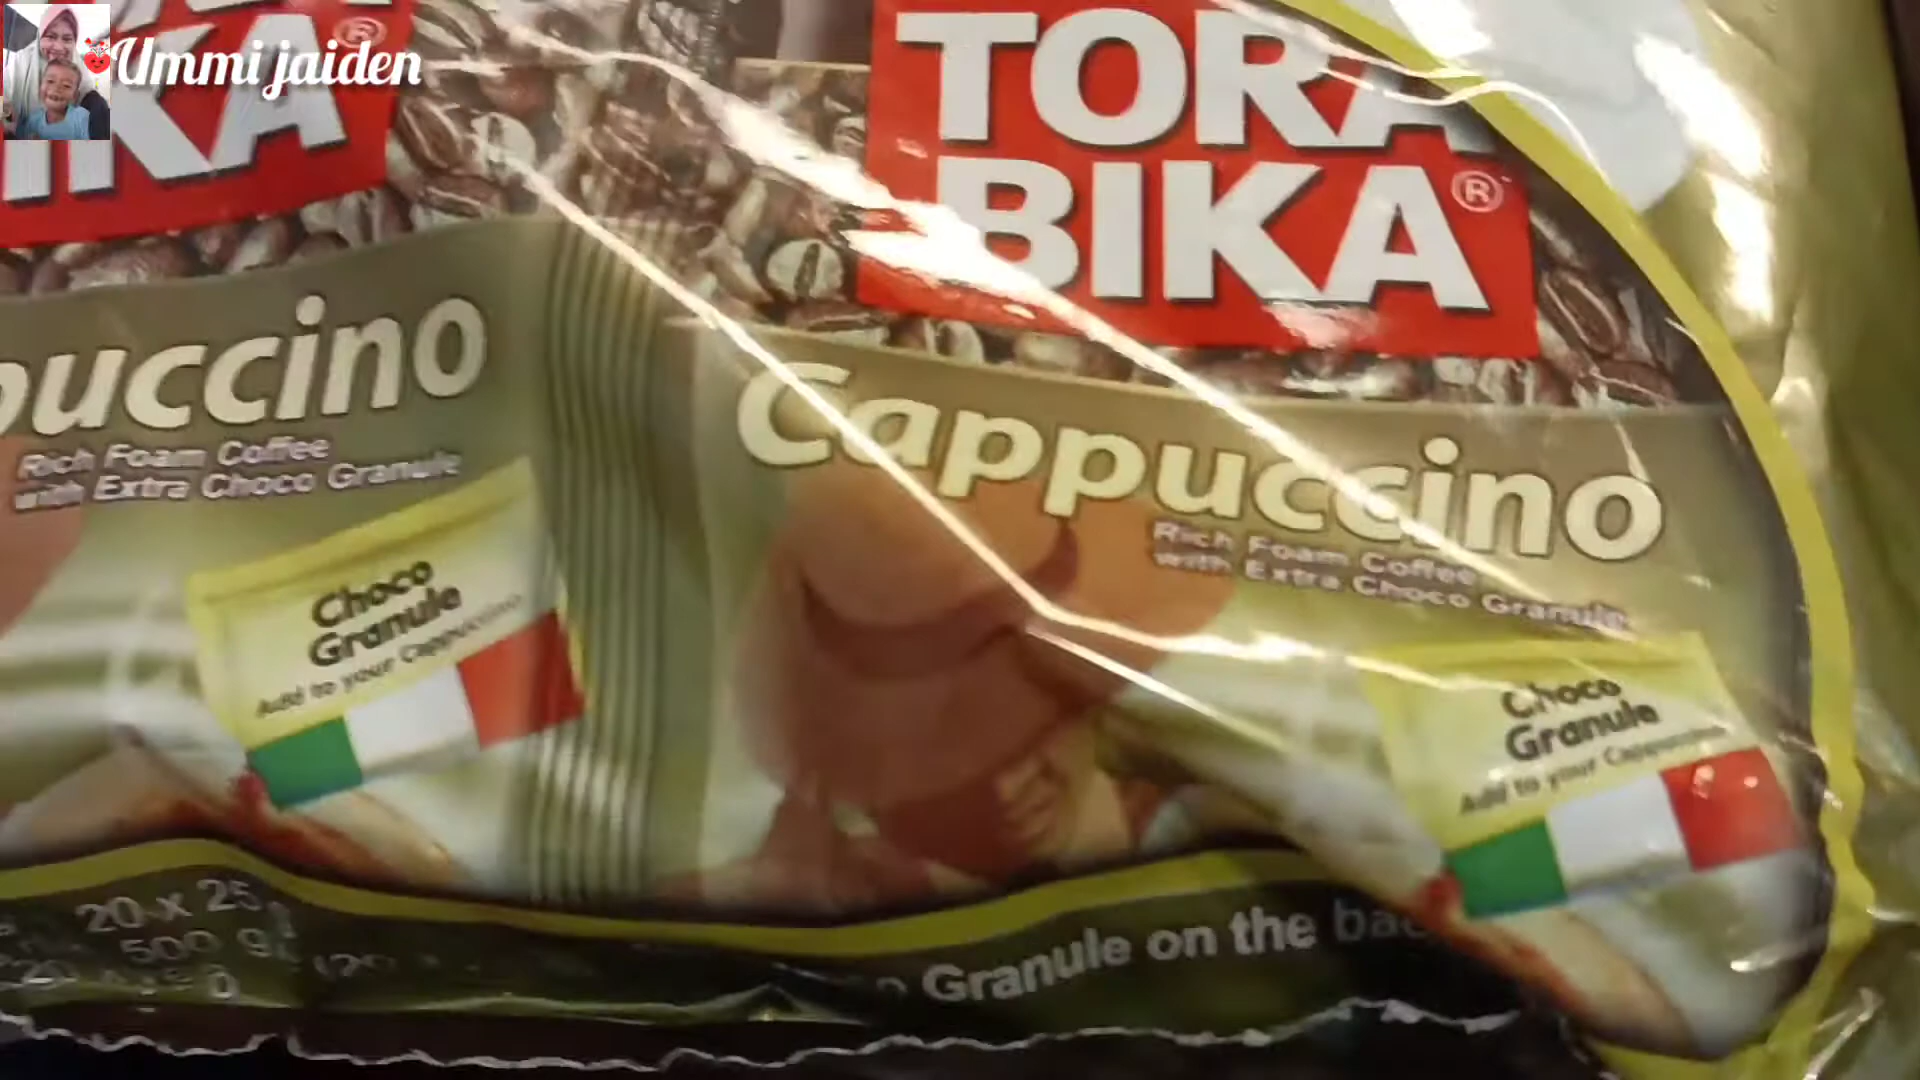 Ummi jaiden
IKA
®
TORA
BIKA®
puccino
Rich Foam Coffee
with Extra Choco Granule
Choco
Granule
Add to your Cappuccino
Cappuccino
Rich Foam Coffee
with Extra Choco Granule
Choco
Granule
Add to your Cappuccino
20 x 25
500 g
Granule on the